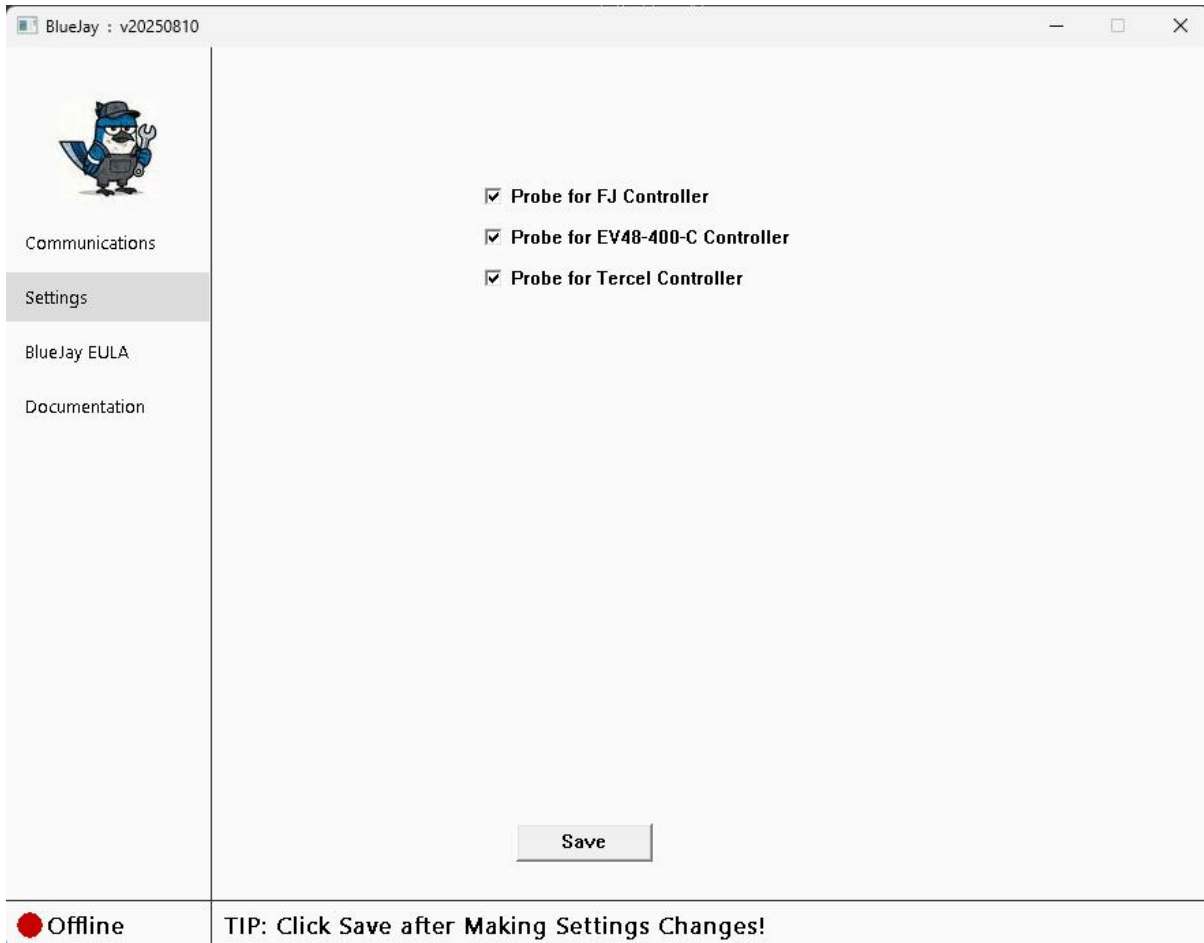 BlueJay : v20250810
Communications
Settings
BlueJay EULA
Documentation
Probe for FJ Controller
Probe for EV48-400-C Controller
Probe for Tercel Controller
Save
Offline
TIP: Click Save after Making Settings Changes!